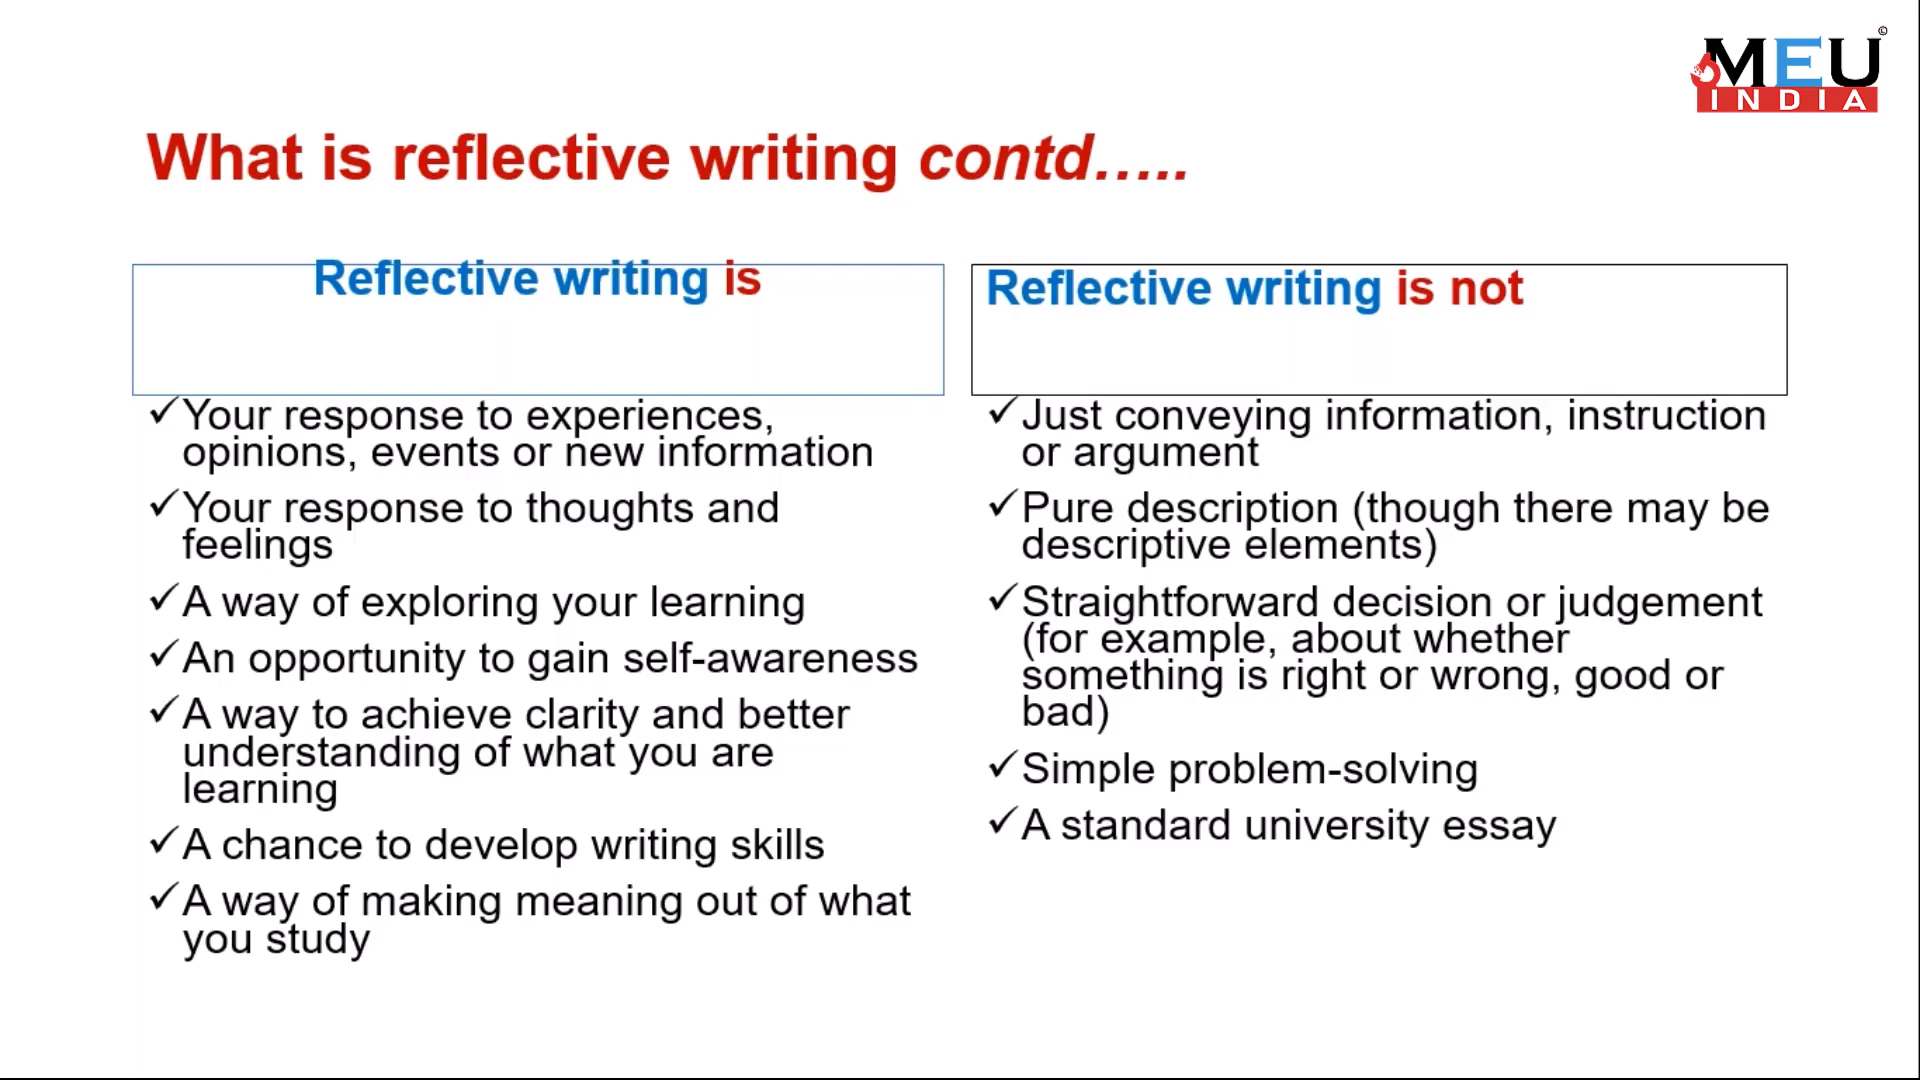 ©
MEU
INDIA
What is reflective writing contd…..
Reflective writing is
✓Your response to experiences,
opinions, events or new information
✓Your response to thoughts and
feelings
✓A way of exploring your learning
✓An opportunity to gain self-awareness
✓A way to achieve clarity and better
understanding of what you are
learning
✓A chance to develop writing skills
✓A way of making meaning out of what
you study
Reflective writing is not
✓Just conveying information, instruction
or argument
✓Pure description (though there may be
descriptive elements)
✓Straightforward decision or judgement
(for example, about whether
something is right or wrong, good or
bad)
✓Simple problem-solving
✓A standard university essay